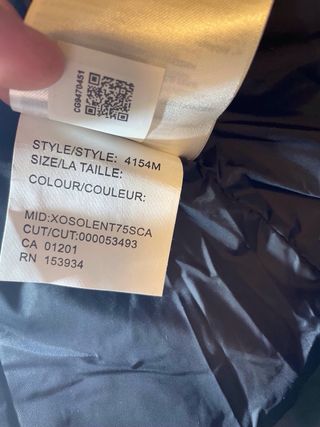 CG9470451
STYLE/STYLE: 4154M
SIZE/LA TAILLE:
COLOUR/COULEUR:
MID:XOSOLENT75SCA
CUT/CUT:000053493
CA 01201
RN 153934